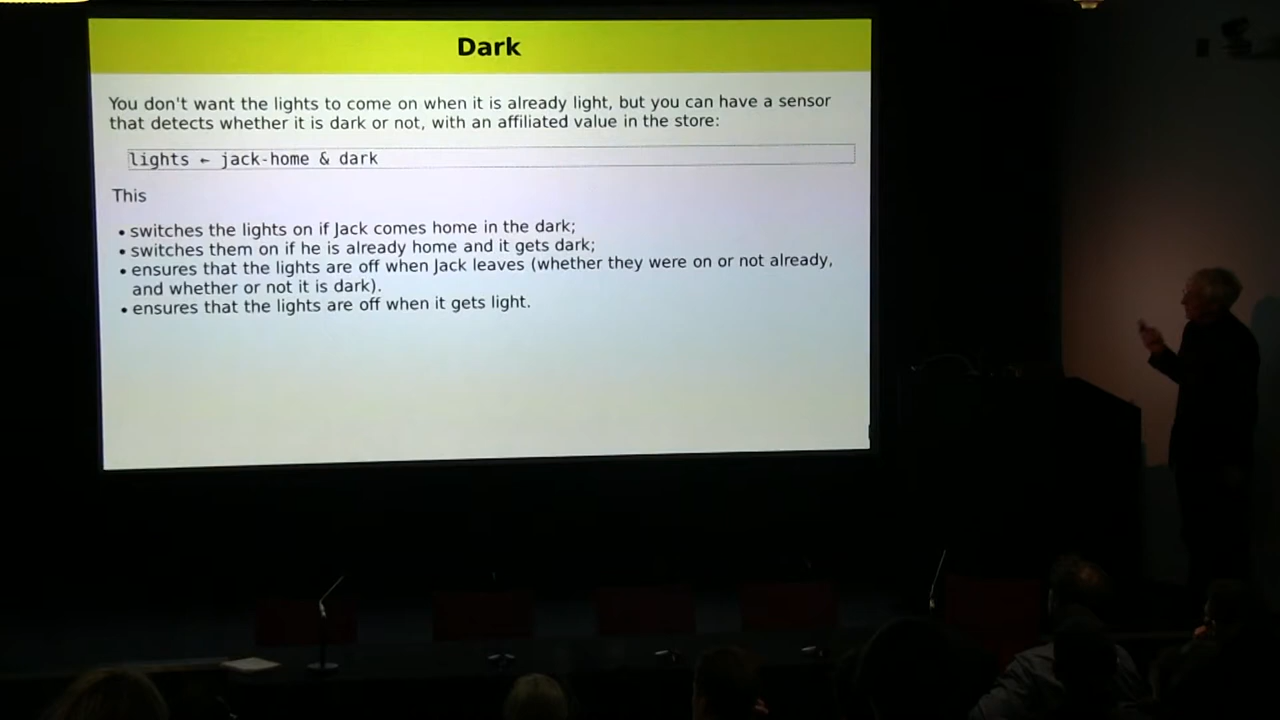 Dark
You don't want the lights to come on when it is already light, but you can have a sensor
that detects whether it is dark or not, with an affiliated value in the store:
lights ← jack-home & dark
This
• switches the lights on if Jack comes home in the dark;
• switches them on if he is already home and it gets dark;
• ensures that the lights are off when Jack leaves (whether they were on or not already,
and whether or not it is dark).
• ensures that the lights are off when it gets light.